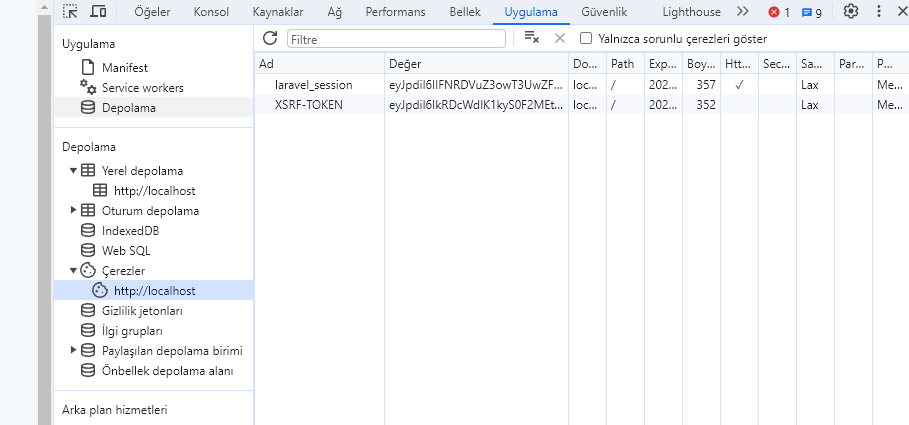 Öğeler Konsol Kaynaklar Ağ Performans Bellek Uygulama Güvenlik Lighthouse 1 9
Uygulama
Manifest
Service workers
Depolama
Depolama
Yerel depolama
http://localhost
Oturum depolama
IndexedDB
Web SQL
Çerezler
http://localhost
Gizlilik jetonları
İlgi grupları
Paylaşılan depolama birimi
Önbellek depolama alanı
Arka plan hizmetleri
Filtre Yalnızca sorunlu çerezleri göster
Ad Değer Do... Path Exp... Boy... Htt... Sec... Sa... Par... P...
laravel_session loc... / 202... 357 ✓ Lax Me...
XSRF-TOKEN loc... / 202... 352 Lax Me...